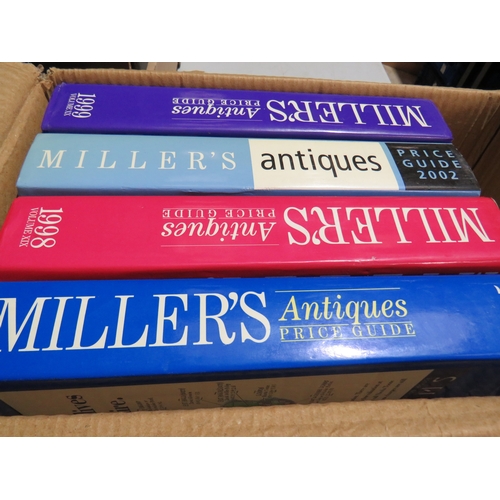 MILLER'S
Antiques
PRICE GUIDE
1999
VOLUME XX
MILLER'S
antiques
PRICE
GUIDE
2002
MILLER'S
Antiques
PRICE GUIDE
1998
VOLUME XIX
MILLER'S
Antiques
PRICE GUIDE